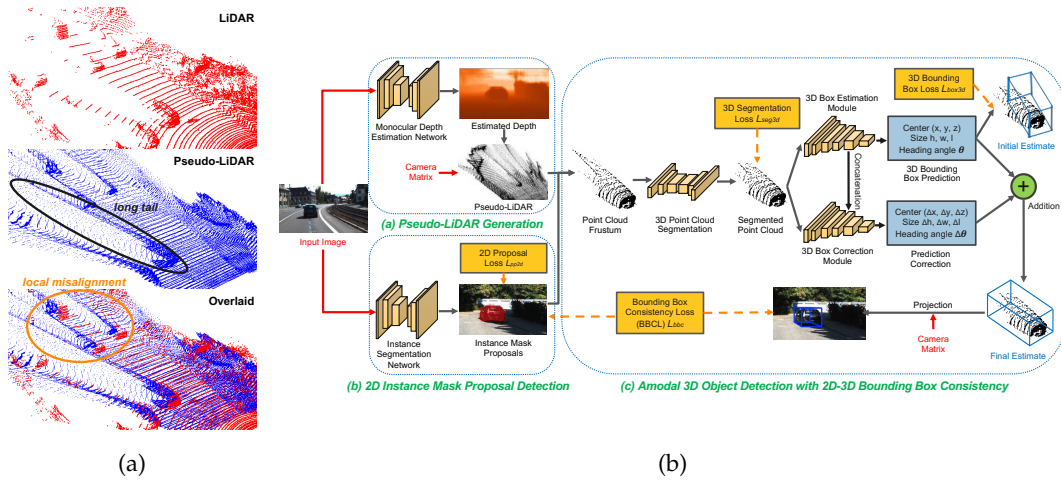 LiDAR
Pseudo-LiDAR
long tail
local misalignment
Overlaid
(a)
Monocular Depth
Estimation Network
Estimated Depth
Camera
Matrix
Pseudo-LiDAR
(a) Pseudo-LiDAR Generation
Input Image
2D Proposal
Loss Lpp2d
Instance
Segmentation
Network
Instance Mask
Proposals
(b) 2D Instance Mask Proposal Detection
Point Cloud
Frustum
3D Point Cloud
Segmentation
3D Segmentation
Loss Lseg3d
Segmented
Point Cloud
3D Box Estimation
Module
Concatenation
3D Box Correction
Module
3D Bounding
Box Loss Lbox3d
Center (x, y, z)
Size h, w, l
Heading angle θ
3D Bounding
Box Prediction
Initial Estimate
Addition
Center (Δx, Δy, Δz)
Size Δh, Δw, Δl
Heading angle Δθ
Prediction
Correction
Bounding Box
Consistency Loss
(BBCL) Lbbc
Projection
Camera
Matrix
Final Estimate
(c) Amodal 3D Object Detection with 2D-3D Bounding Box Consistency
(b)